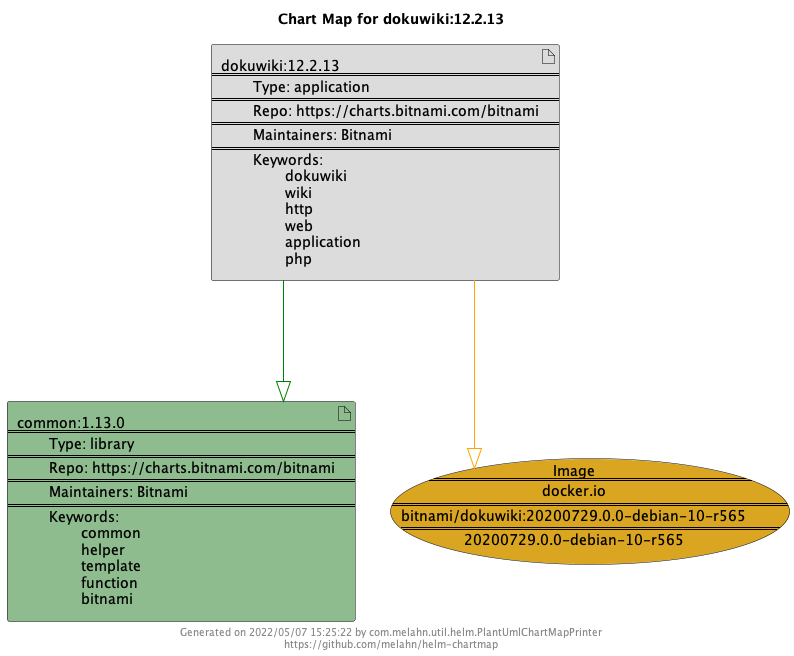 Chart Map for dokuwiki:12.2.13
dokuwiki:12.2.13
Type: application
Repo: https://charts.bitnami.com/bitnami
Maintainers: Bitnami
Keywords:
dokuwiki
wiki
http
web
application
php
common:1.13.0
Type: library
Repo: https://charts.bitnami.com/bitnami
Maintainers: Bitnami
Keywords:
common
helper
template
function
bitnami
Image
docker.io
bitnami/dokuwiki:20200729.0.0-debian-10-r565
20200729.0.0-debian-10-r565
Generated on 2022/05/07 15:25:22 by com.melahn.util.helm.PlantUmlChartMapPrinter
https://github.com/melahn/helm-chartmap